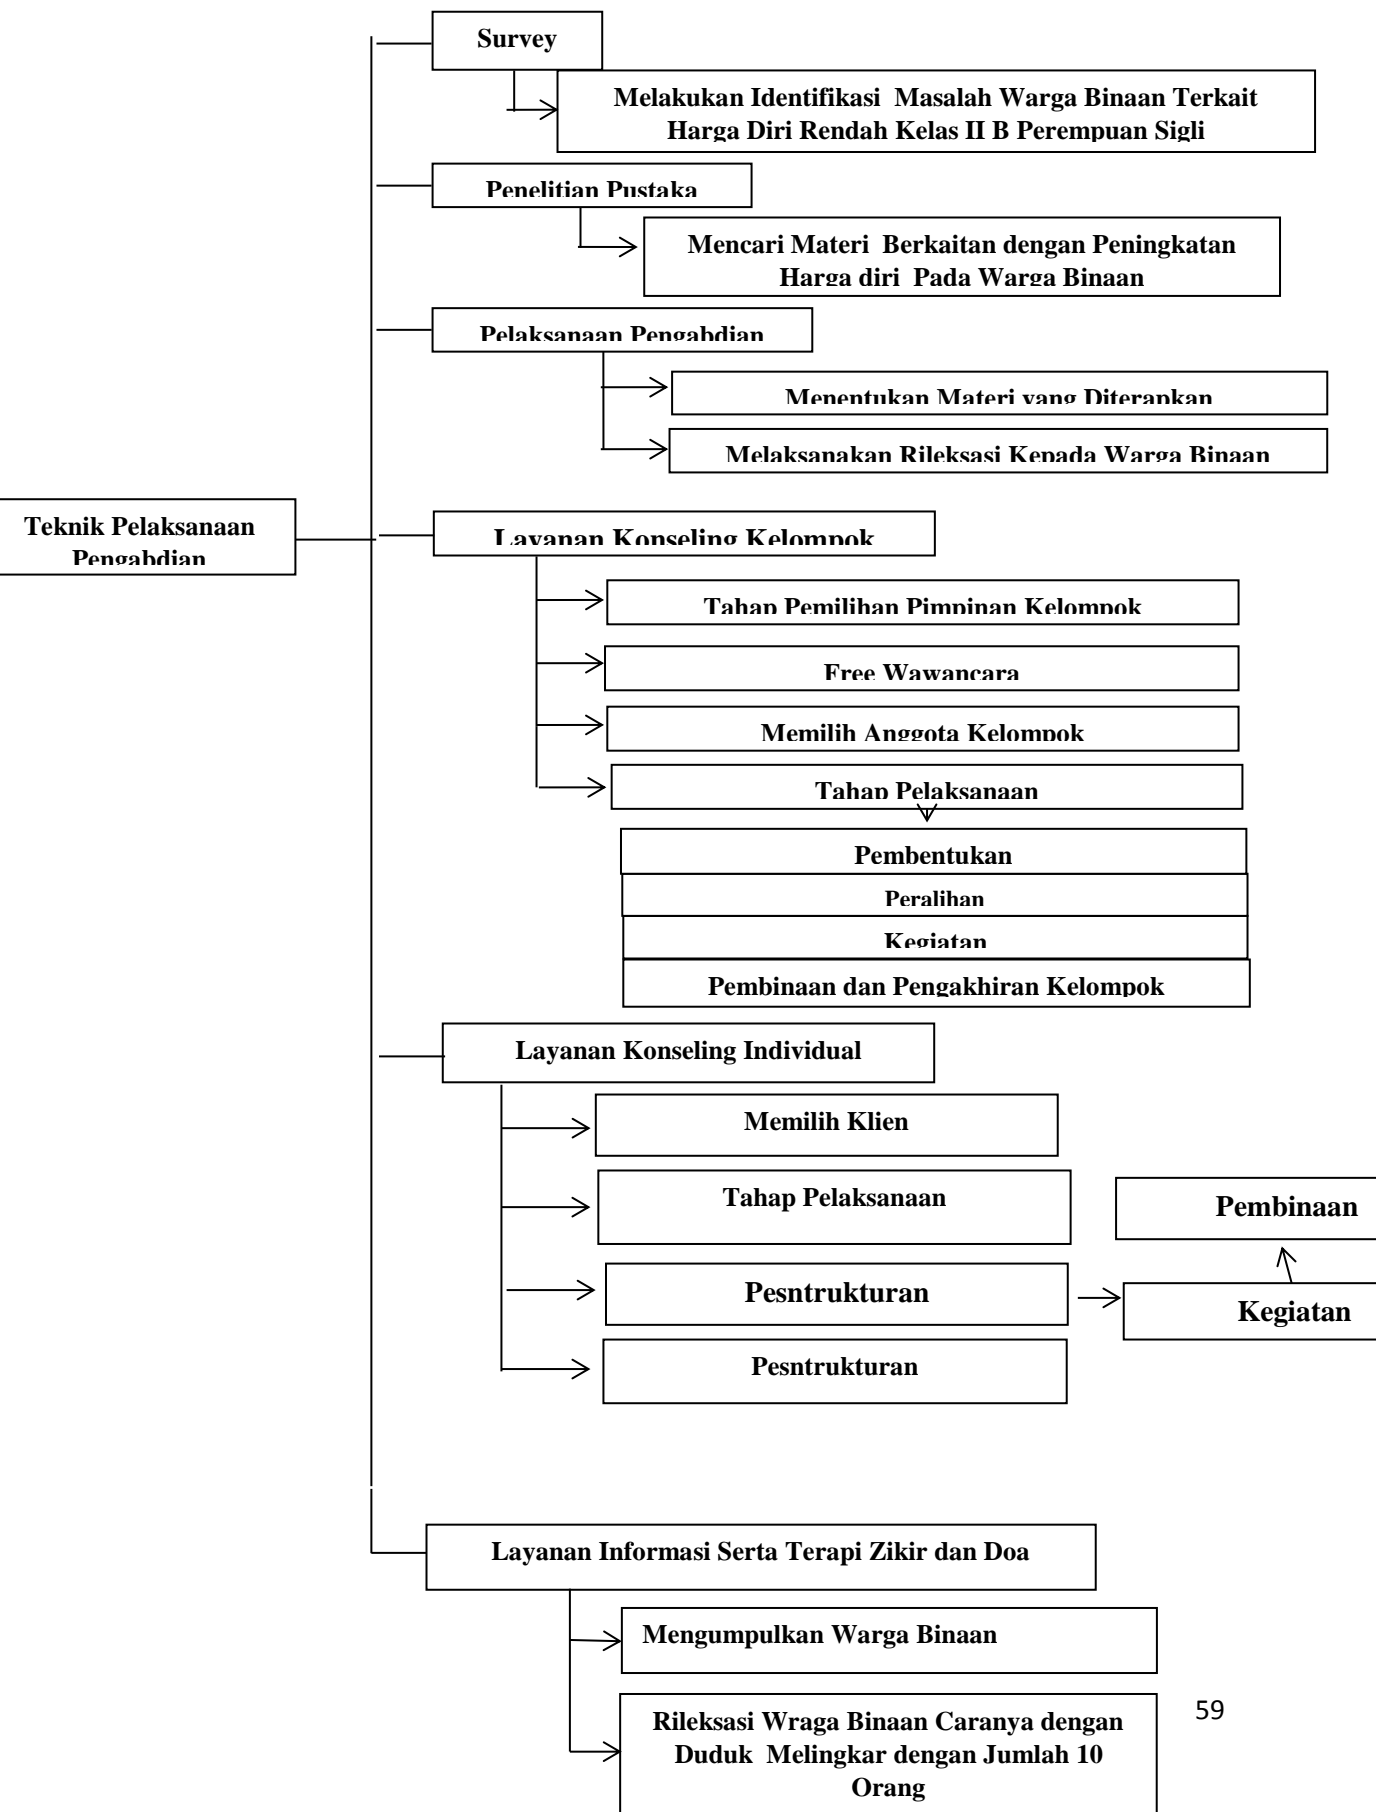 Survey
Melakukan Identifikasi Masalah Warga Binaan Terkait
Harga Diri Rendah Kelas II B Perempuan Sigli
Penelitian Pustaka
Mencari Materi Berkaitan dengan Peningkatan
Harga diri Pada Warga Binaan
Pelaksanaan Pengabdian
Menentukan Materi yang Diterapkan
Melaksanakan Rileksasi Kepada Warga Binaan
Teknik Pelaksanaan
Pengabdian
Layanan Konseling Kelompok
Tahap Pemilihan Pimpinan Kelompok
Free Wawancara
Memilih Anggota Kelompok
Tahap Pelaksanaan
Pembentukan
Peralihan
Kegiatan
Pembinaan dan Pengakhiran Kelompok
Layanan Konseling Individual
Memilih Klien
Tahap Pelaksanaan
Pembinaan
Pesntrukturan
Kegiatan
Pesntrukturan
Layanan Informasi Serta Terapi Zikir dan Doa
Mengumpulkan Warga Binaan
Rileksasi Wraga Binaan Caranya dengan
Duduk Melingkar dengan Jumlah 10
Orang
59